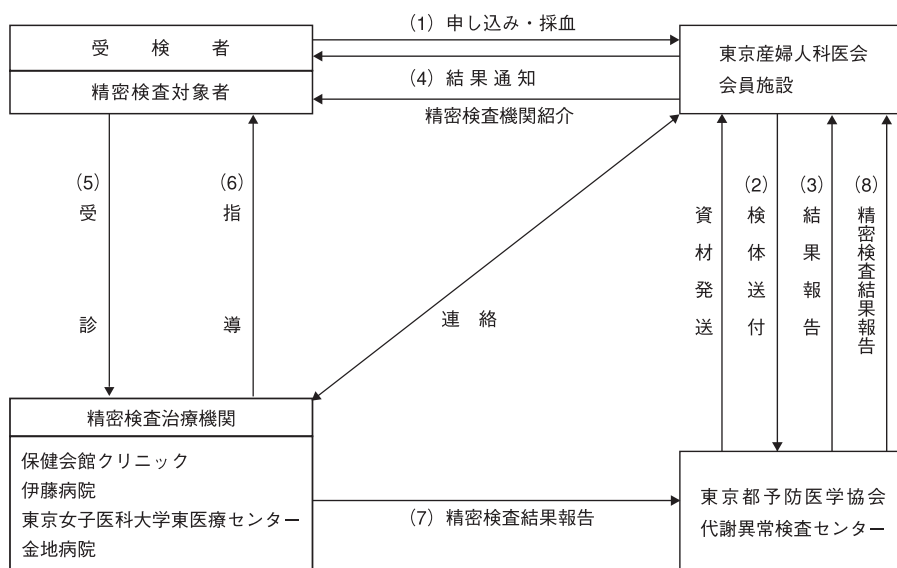 (1) 申し込み・採血
受検者
精密検査対象者
(4) 結果通知
精密検査機関紹介
東京産婦人科医会
会員施設
(5) 受診
(6) 指導
連絡
資材発送
(2) 検体送付
(3) 結果報告
(8) 精密検査結果報告
精密検査治療機関
保健会館クリニック
伊藤病院
東京女子医科大学東医療センター
金地病院
(7) 精密検査結果報告
東京都予防医学協会
代謝異常検査センター